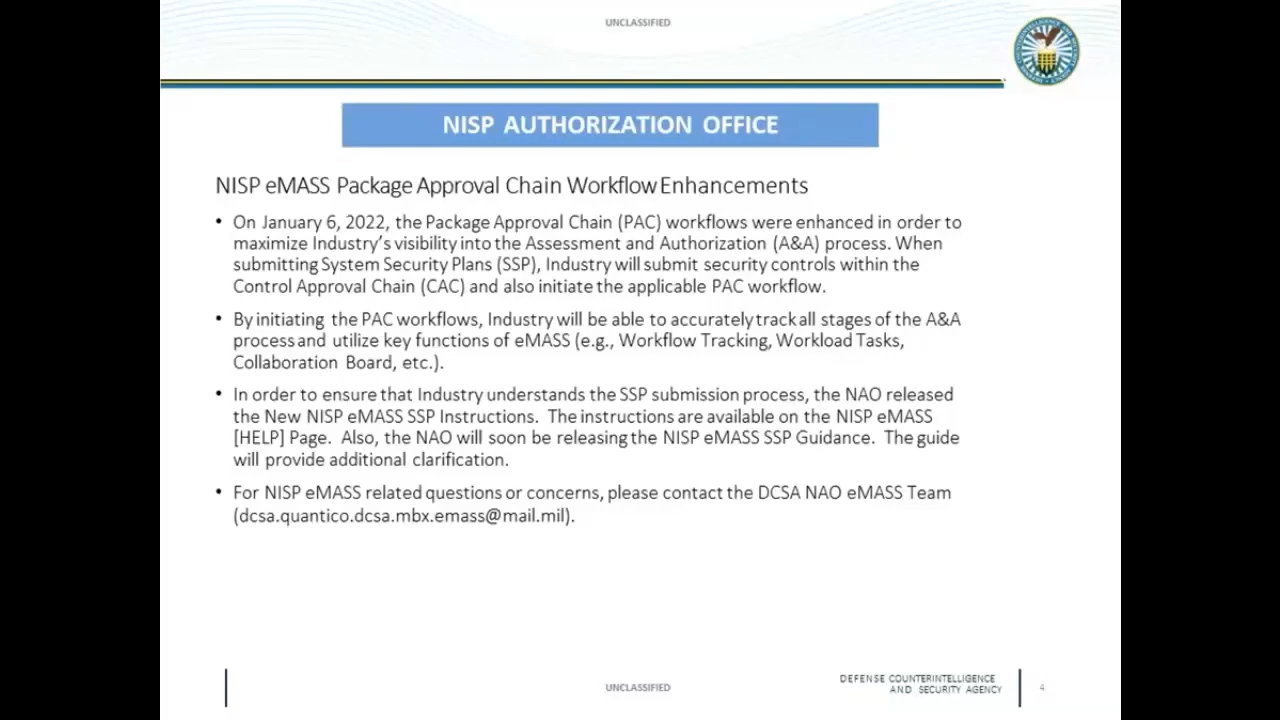 UNCLASSIFIED
NISP AUTHORIZATION OFFICE
NISP eMASS Package Approval Chain Workflow Enhancements
• On January 6, 2022, the Package Approval Chain (PAC) workflows were enhanced in order to
maximize Industry's visibility into the Assessment and Authorization (A&A) process. When
submitting System Security Plans (SSP), Industry will submit security controls within the
Control Approval Chain (CAC) and also initiate the applicable PAC workflow.
• By initiating the PAC workflows, Industry will be able to accurately track all stages of the A&A
process and utilize key functions of eMASS (e.g., Workflow Tracking, Workload Tasks,
Collaboration Board, etc.).
• In order to ensure that Industry understands the SSP submission process, the NAO released
the New NISP eMASS SSP Instructions. The instructions are available on the NISP eMASS
[HELP] Page. Also, the NAO will soon be releasing the NISP eMASS SSP Guidance. The guide
will provide additional clarification.
• For NISP eMASS related questions or concerns, please contact the DCSA NAO eMASS Team
(dcsa.quantico.dcsa.mbx.emass@mail.mil).
UNCLASSIFIED
DEFENSE COUNTERINTELLIGENCE
AND SECURITY AGENCY
4